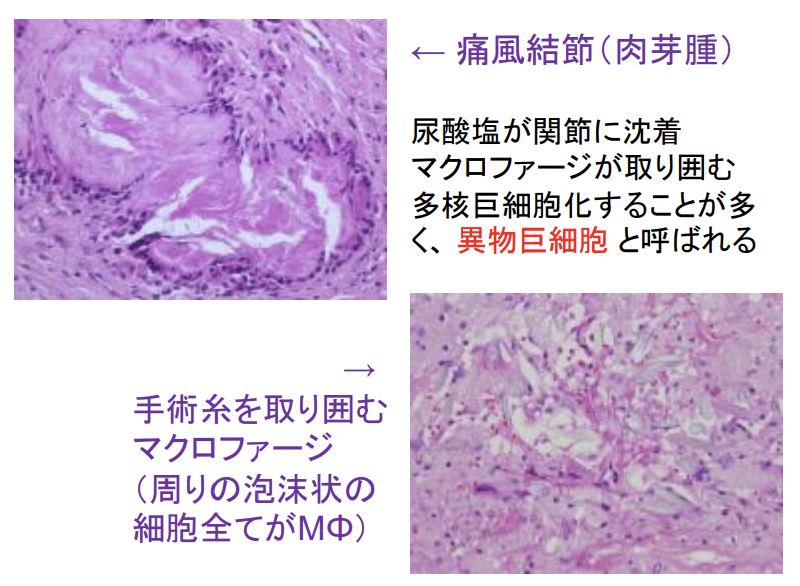 ← 痛風結節（肉芽腫）
尿酸塩が関節に沈着
マクロファージが取り囲む
多核巨細胞化することが多
く、異物巨細胞 と呼ばれる
→
手術糸を取り囲む
マクロファージ
（周りの泡沫状の
細胞全てがMΦ）